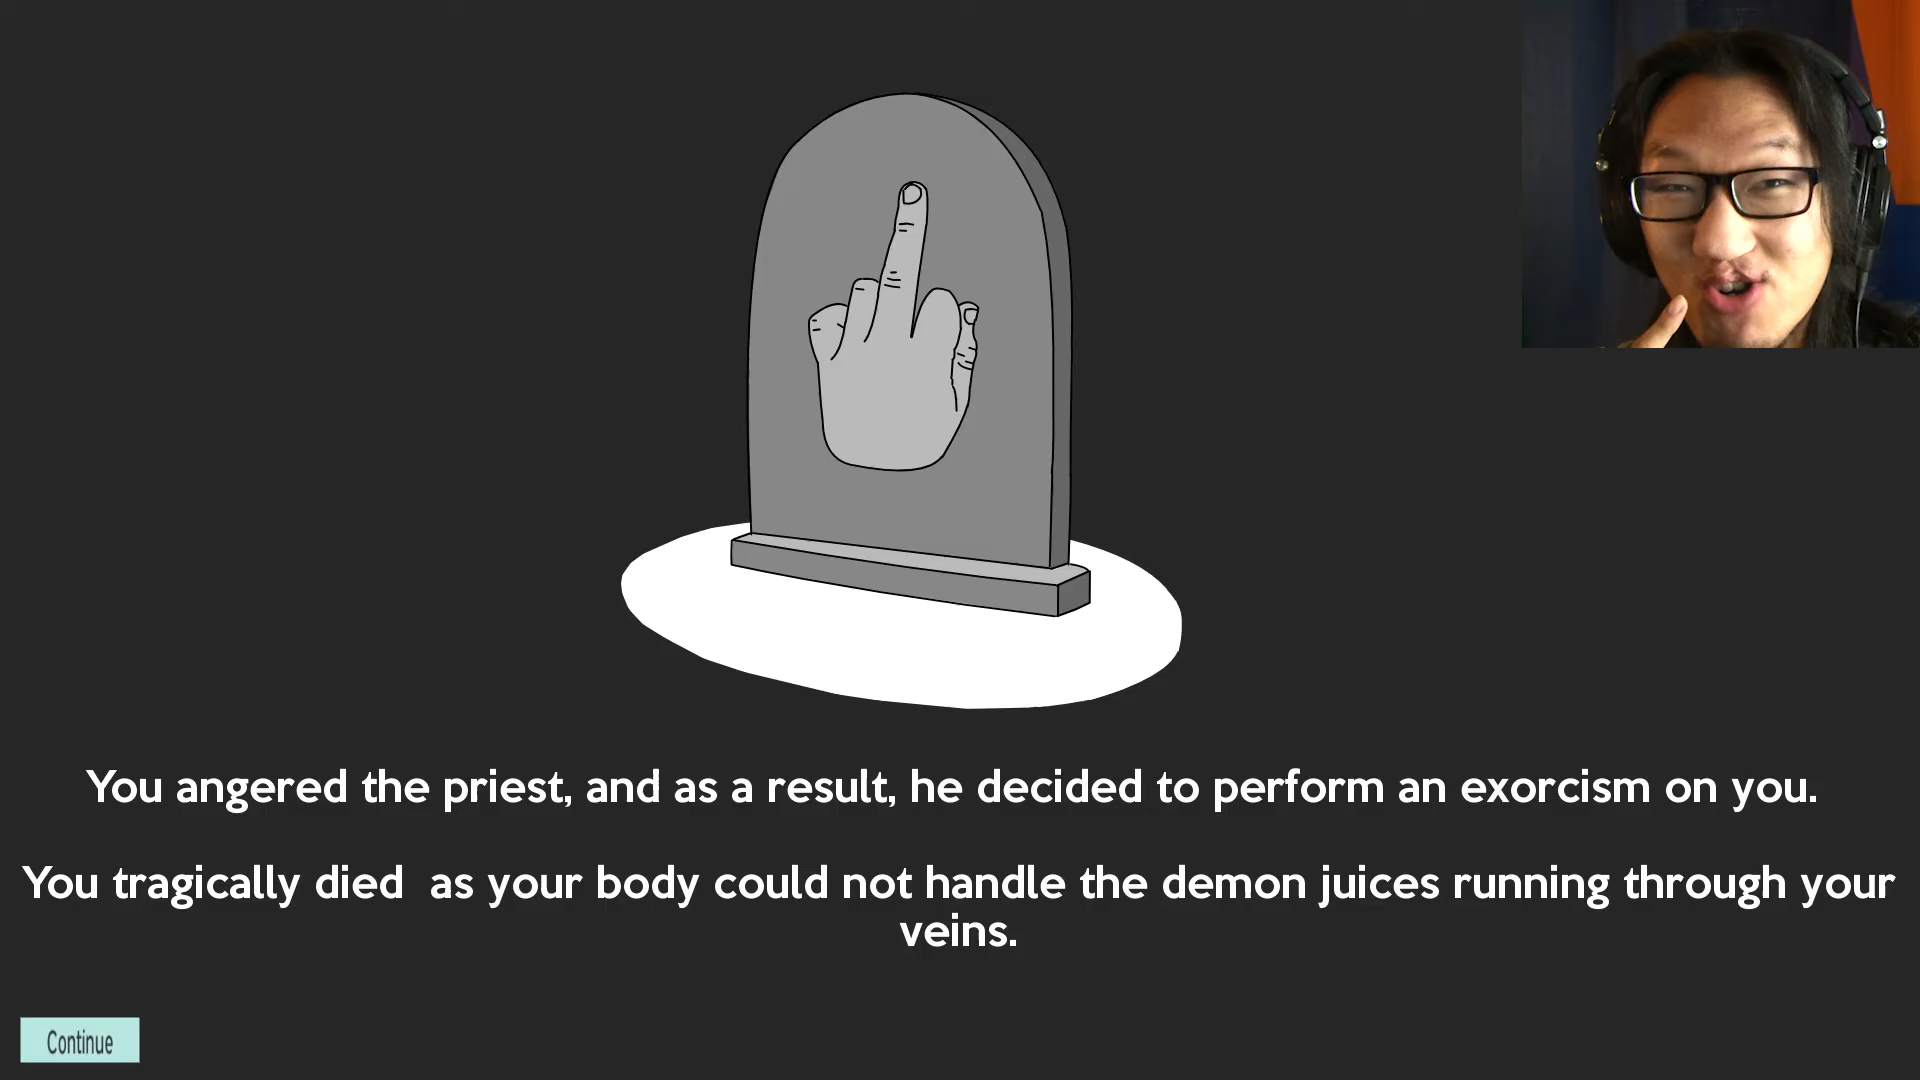 You angered the priest, and as a result, he decided to perform an exorcism on you.
You tragically died  as your body could not handle the demon juices running through your
veins.
Continue